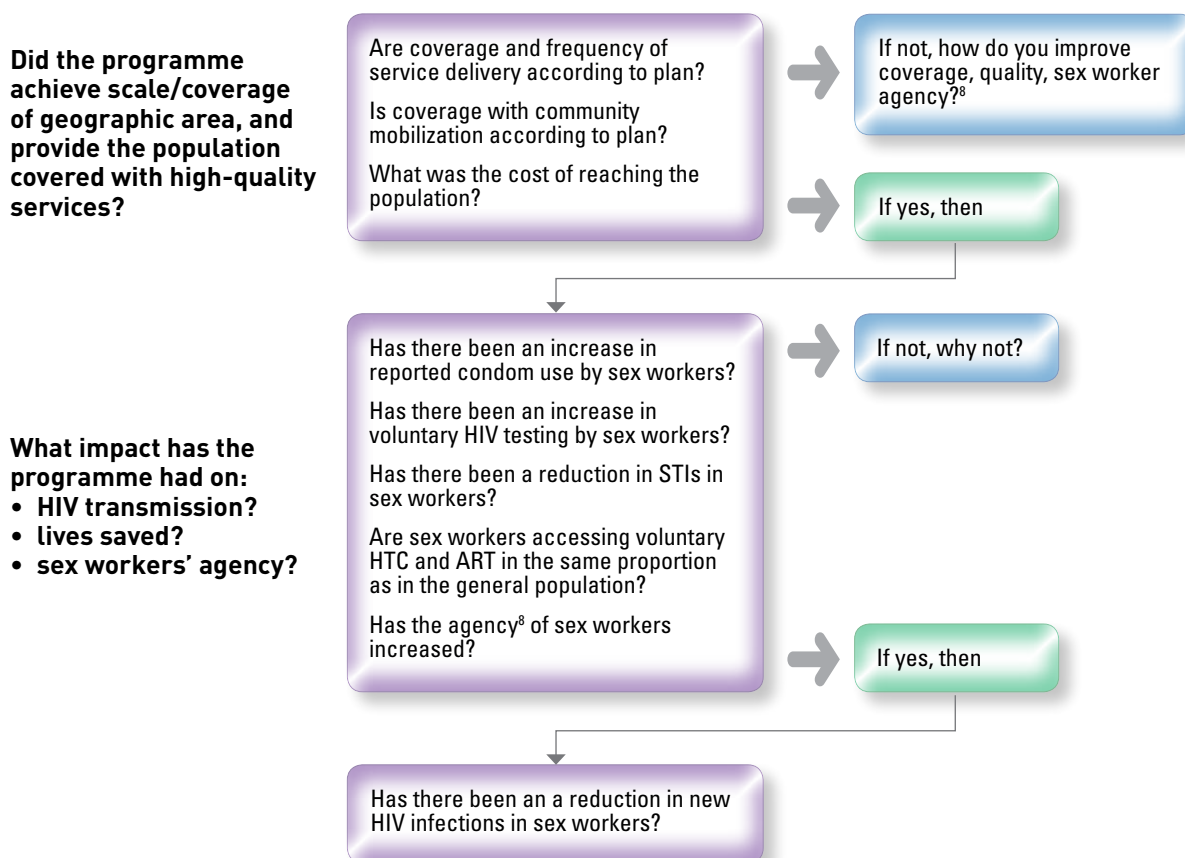 Did the programme
achieve scale/coverage
of geographic area, and
provide the population
covered with high-quality
services?
Are coverage and frequency of
service delivery according to plan?
Is coverage with community
mobilization according to plan?
What was the cost of reaching the
population?
If not, how do you improve
coverage, quality, sex worker
agency?⁸
If yes, then
What impact has the
programme had on:
• HIV transmission?
• lives saved?
• sex workers’ agency?
Has there been an increase in
reported condom use by sex workers?
Has there been an increase in
voluntary HIV testing by sex workers?
Has there been a reduction in STIs in
sex workers?
Are sex workers accessing voluntary
HTC and ART in the same proportion
as in the general population?
Has the agency⁸ of sex workers
increased?
If not, why not?
If yes, then
Has there been an a reduction in new
HIV infections in sex workers?